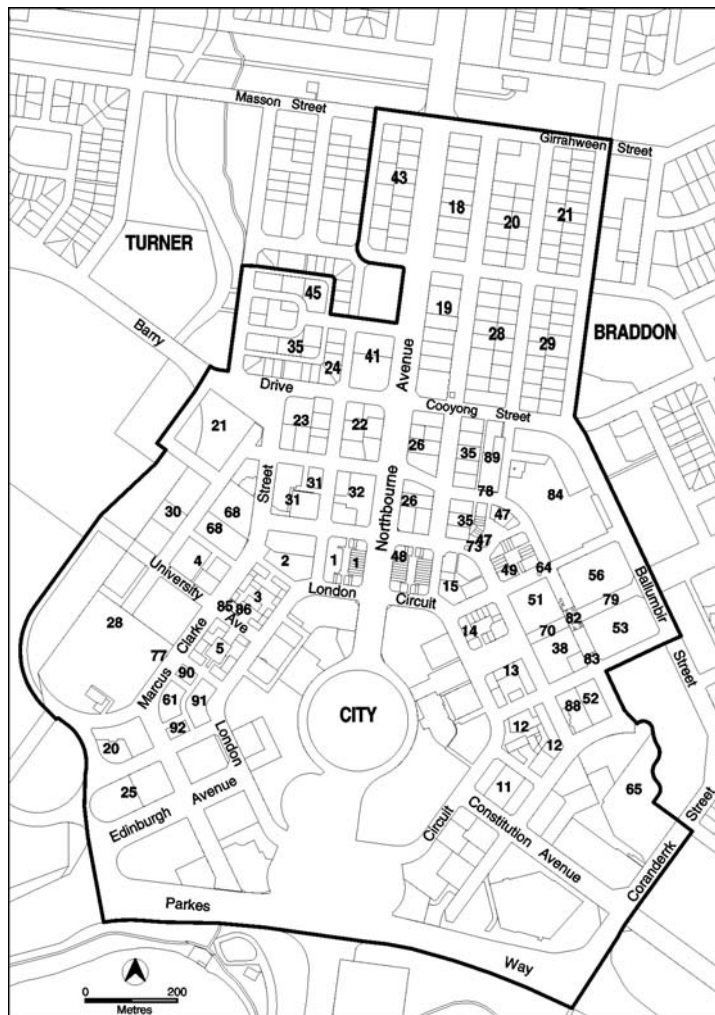 Masson Street
Girrahween Street
43
18
20
21
TURNER
45
19
28
29
BRADDON
35
24
41
Avenue
Barry
Drive
Cooyong Street
21
23
22
26
35
89
84
Street
31
31
32
26
78
47
Northbourne
30
68
68
35
47
73
University
4
2
1
1
48
49
64
56
London
Circuit
15
51
79
Ballumbir
3
85
86
Ave
28
82
14
70
53
Clarke
5
38
77
83
Marcus
90
13
Street
61
91
CITY
52
88
92
London
12
12
20
65
25
11
Edinburgh Avenue
Circuit
Constitution Avenue
Street
Coranderrk
Parkes
Way
0 200
Metres